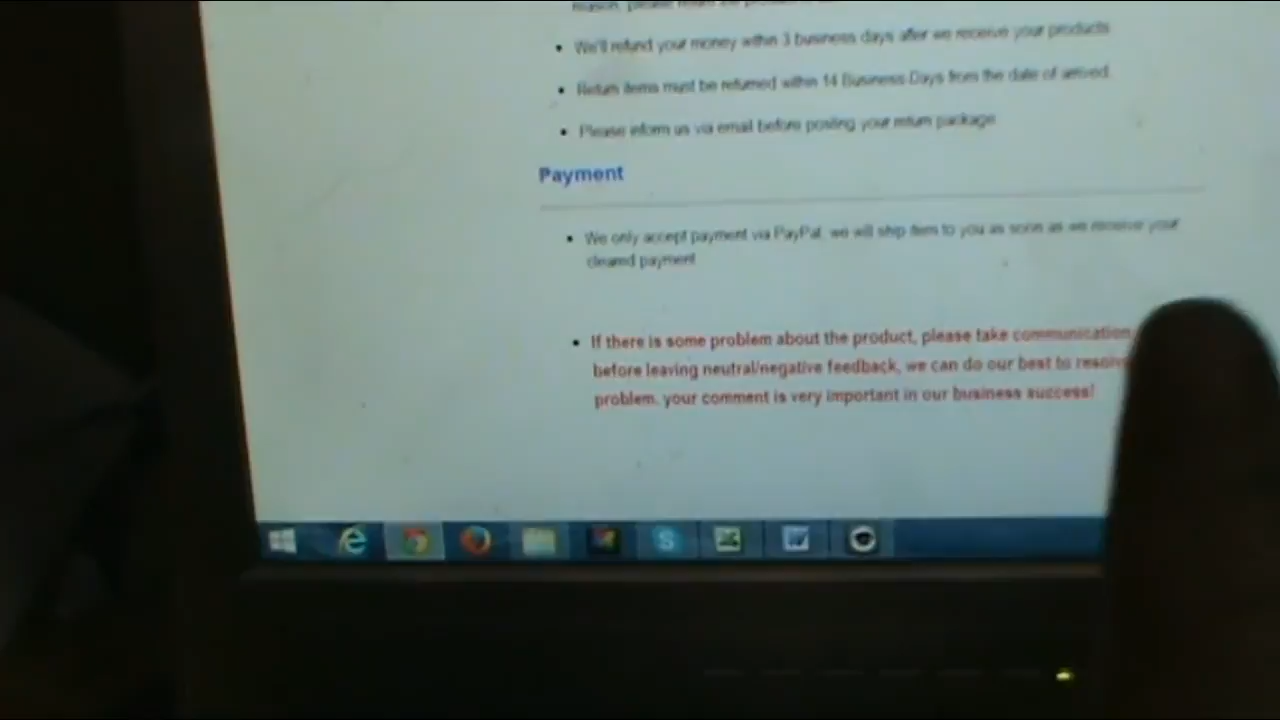 reason, please
We'll refund your money within 3 business days after we receive your products
Return items must be returned within 14 Business Days from the date of arrived.
Please inform us via email before posting your return package
Payment
We only accept payment via PayPal, we will ship item to you as soon as we receive your
cleared payment
If there is some problem about the product, please take communication
before leaving neutral/negative feedback, we can do our best to
problem. your comment is very important in our business success!